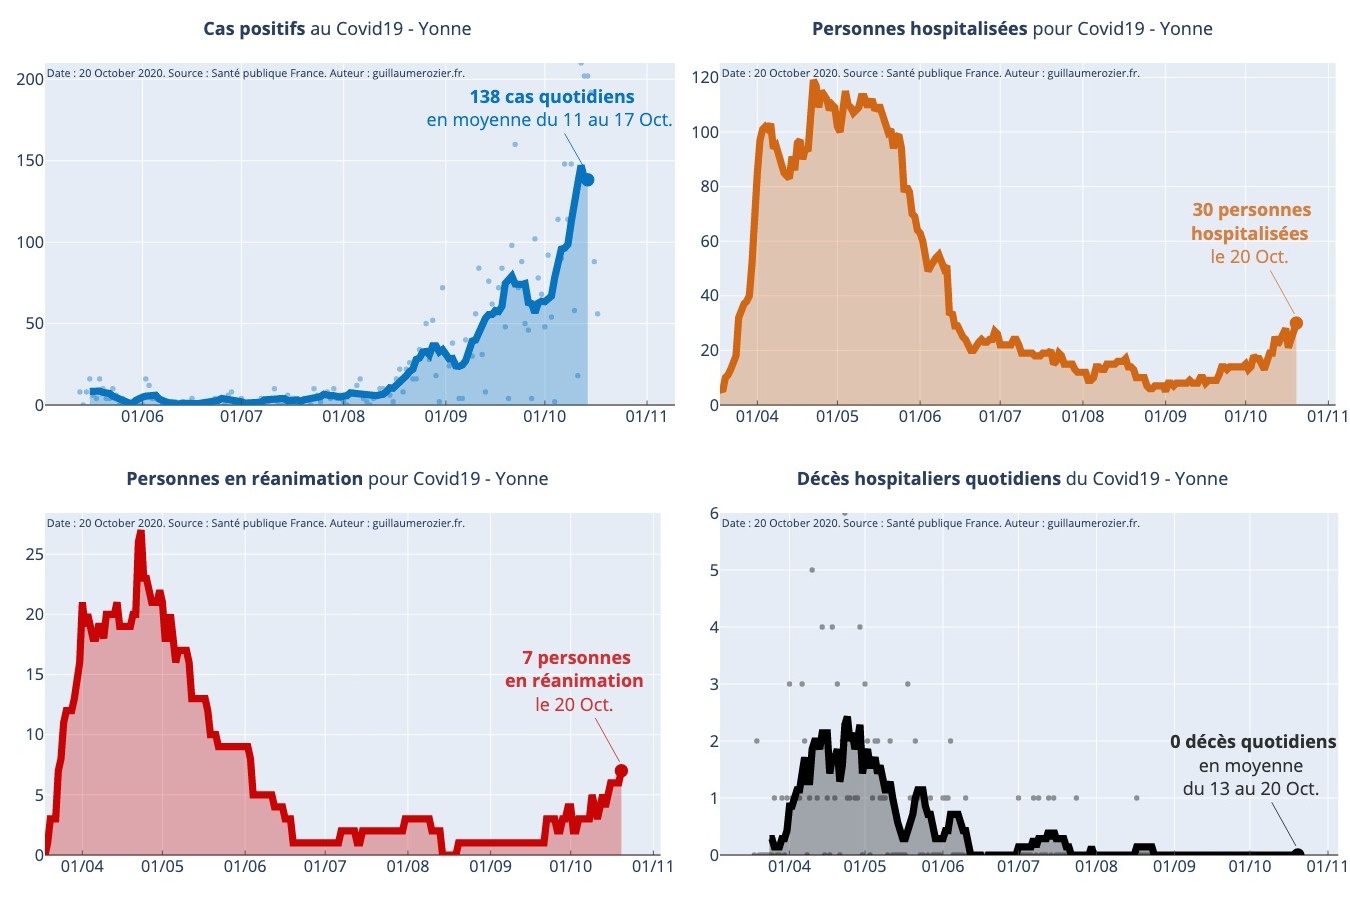 Cas positifs au Covid19 - Yonne
Date : 20 October 2020. Source : Santé publique France. Auteur : guillaumerozier.fr.
138 cas quotidiens
en moyenne du 11 au 17 Oct.
200
150
100
50
0
01/06 01/07 01/08 01/09 01/10 01/11
Personnes hospitalisées pour Covid19 - Yonne
Date : 20 October 2020. Source : Santé publique France. Auteur : guillaumerozier.fr.
120
100
80
60
40
20
0
30 personnes
hospitalisées
le 20 Oct.
01/04 01/05 01/06 01/07 01/08 01/09 01/10 01/11
Personnes en réanimation pour Covid19 - Yonne
Date : 20 October 2020. Source : Santé publique France. Auteur : guillaumerozier.fr.
25
20
15
10
5
0
7 personnes
en réanimation
le 20 Oct.
01/04 01/05 01/06 01/07 01/08 01/09 01/10 01/11
Décès hospitaliers quotidiens du Covid19 - Yonne
6
Date : 20 October 2020. Source : Santé publique France. Auteur : guillaumerozier.fr.
5
4
3
2
1
0
0 décès quotidiens
en moyenne
du 13 au 20 Oct.
01/04 01/05 01/06 01/07 01/08 01/09 01/10 01/11